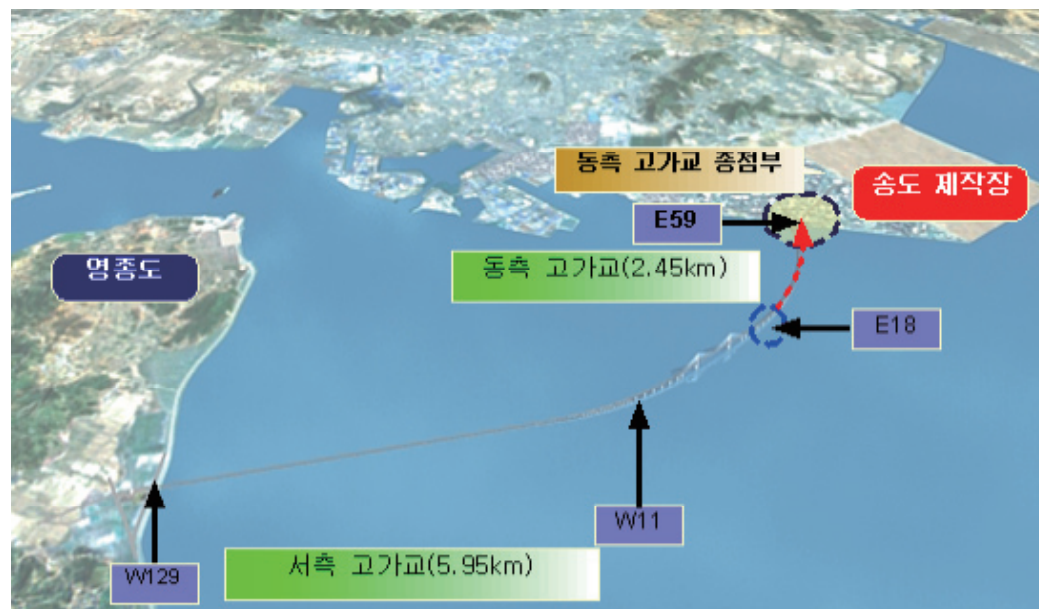 동측 고가교 종점부
송도 제작장
E59
영종도
동측 고가교(2.45km)
E18
W11
서측 고가교(5.95km)
W129